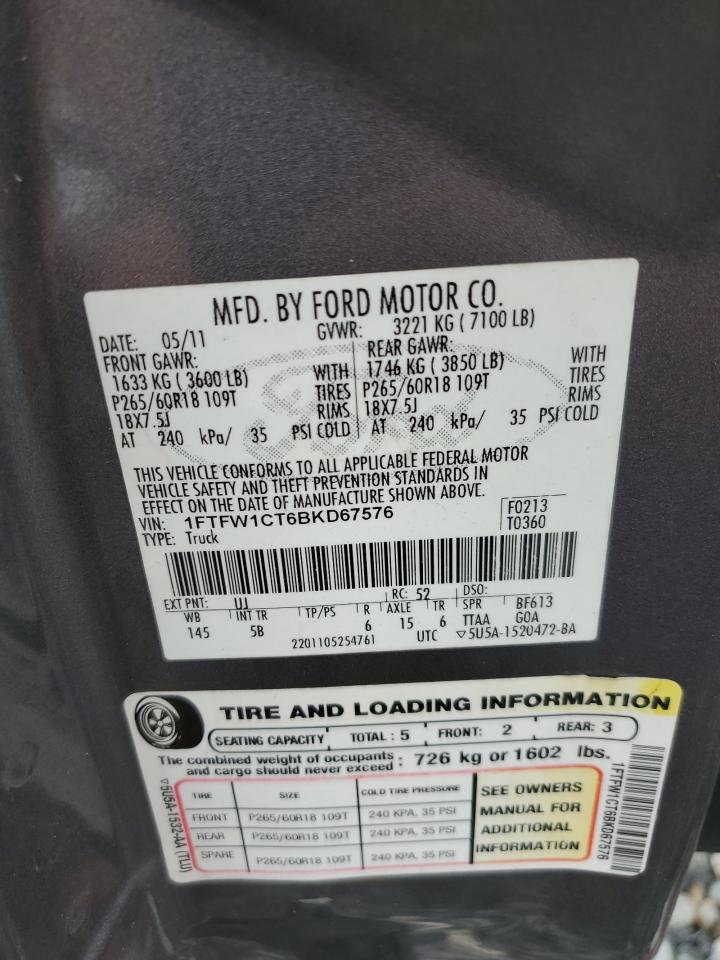 MFD. BY FORD MOTOR CO.
DATE: 05/11 GVWR: 3221 KG ( 7100 LB)
FRONT GAWR: REAR GAWR:
1633 KG ( 3600 LB) WITH 1746 KG ( 3850 LB) WITH
P265/60R18 109T TIRES P265/60R18 109T TIRES
18X7.5J RIMS 18X7.5J RIMS
AT 240 kPa/ 35 PSI COLD AT 240 kPa/ 35 PSI COLD
Ford
THIS VEHICLE CONFORMS TO ALL APPLICABLE FEDERAL MOTOR
VEHICLE SAFETY AND THEFT PREVENTION STANDARDS IN
EFFECT ON THE DATE OF MANUFACTURE SHOWN ABOVE.
VIN: 1FTFW1CT6BKD67576 F0213
TYPE: Truck T0360
EXT PNT: UJ RC: 52 DSO:
WB INT TR TP/PS R AXLE TR SPR BF613
145 5B 6 15 6 TTAA GOA
2201105254761 UTC ▽5U5A-1520472-BA
TIRE AND LOADING INFORMATION
SEATING CAPACITY TOTAL : 5 FRONT: 2 REAR: 3
The combined weight of occupants
and cargo should never exceed : 726 kg or 1602 lbs.
TIRE SIZE COLD TIRE PRESSURE
FRONT P265/60R18 109T 240 KPA, 35 PSI
REAR P265/60R18 109T 240 KPA, 35 PSI
SPARE P265/60R18 109T 240 KPA, 35 PSI
SEE OWNERS
MANUAL FOR
ADDITIONAL
INFORMATION
▽5U5A-1532-AA (TLU)
1FTFW1CT6BKD67576